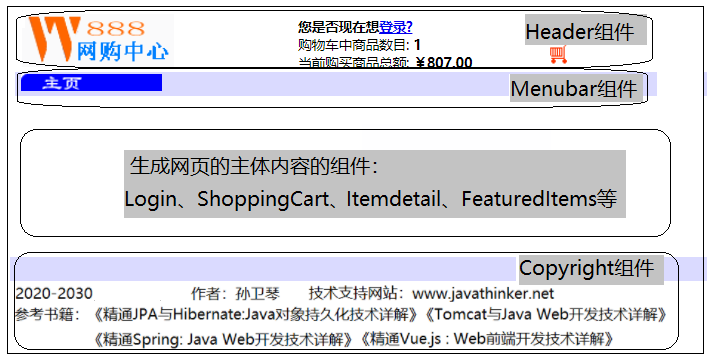 W888
网购中心
您是否现在想登录?
购物车中商品数目: 1
当前购买商品总额: ￥807.00
Header组件
主页
Menubar组件
生成网页的主体内容的组件：
Login、ShoppingCart、Itemdetail、FeaturedItems等
Copyright组件
2020-2030 作者：孙卫琴 技术支持网站：www.javathinker.net
参考书籍：《精通JPA与Hibernate:Java对象持久化技术详解》《Tomcat与Java Web开发技术详解》
《精通Spring: Java Web开发技术详解》《精通Vue.js : Web前端开发技术详解》